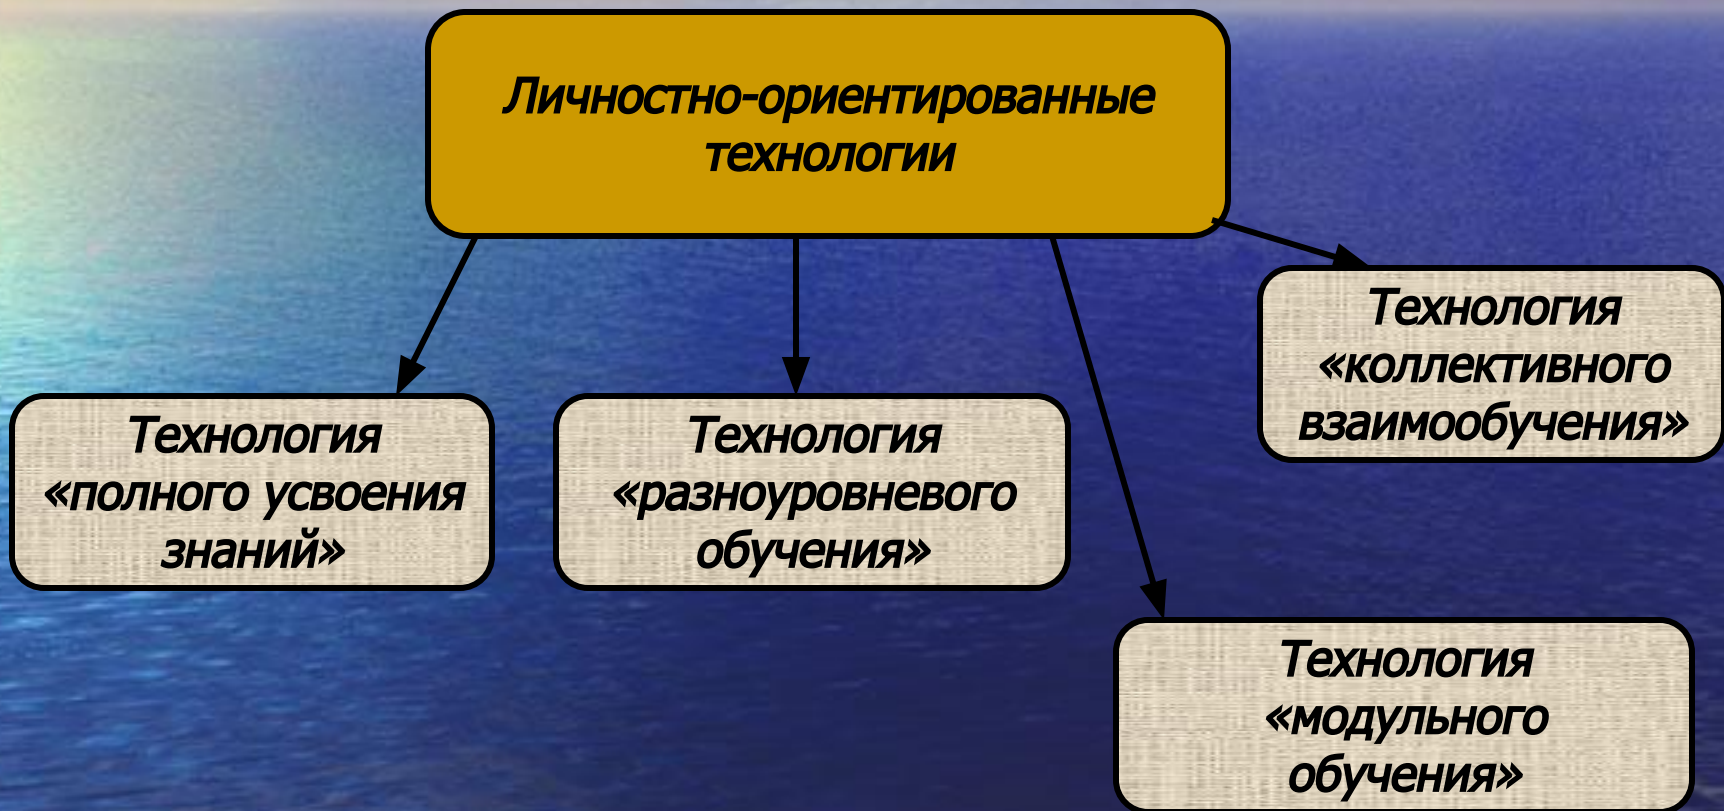 Личностно-ориентированные
технологии
Технология
«полного усвоения
знаний»
Технология
«разноуровневого
обучения»
Технология
«коллективного
взаимообучения»
Технология
«модульного
обучения»